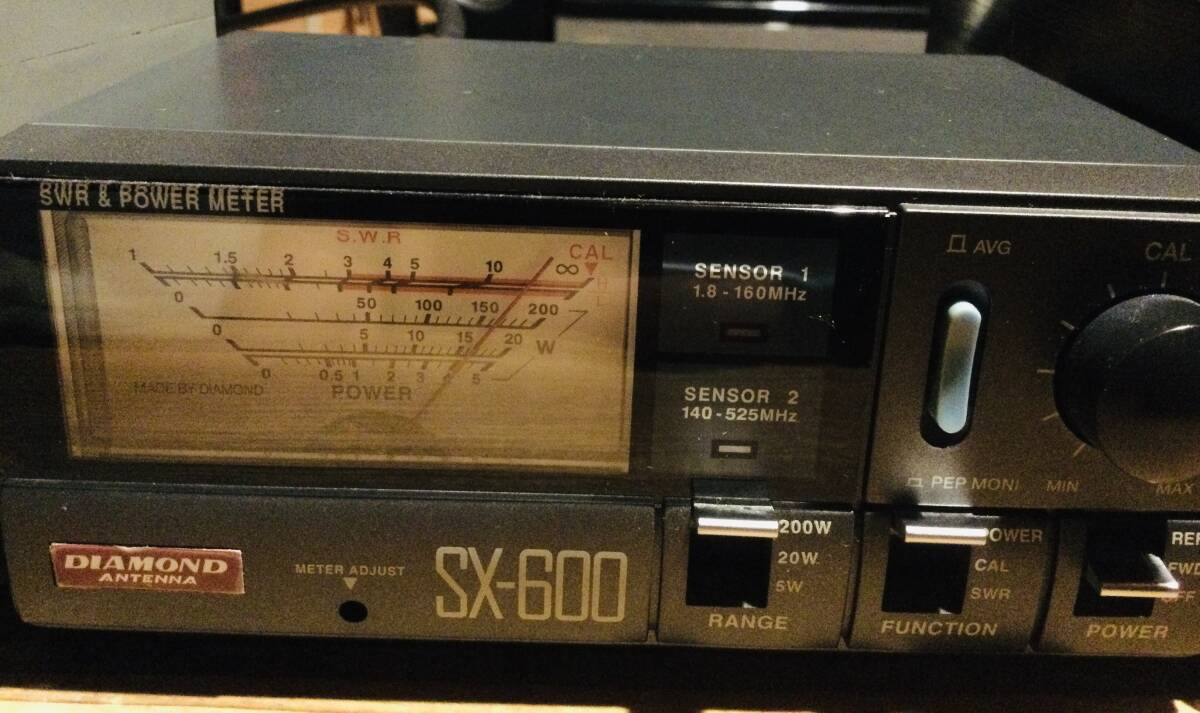 SWR & POWER METER
S.W.R
CAL
1 1.5 2 3 4 5 10 ∞
H
L
0 50 100 150 200
0 5 10 15 20
W
0 0.5 1 2 3 4 5
MADE BY DIAMOND
POWER
SENSOR 1
1.8 - 160MHz
SENSOR 2
140 - 525MHz
AVG
CAL
PEP MONI
MIN
MAX
DIAMOND
ANTENNA
METER ADJUST
SX-600
200W
20W
5W
RANGE
POWER
CAL
SWR
FUNCTION
REF
FWD
OFF
POWER